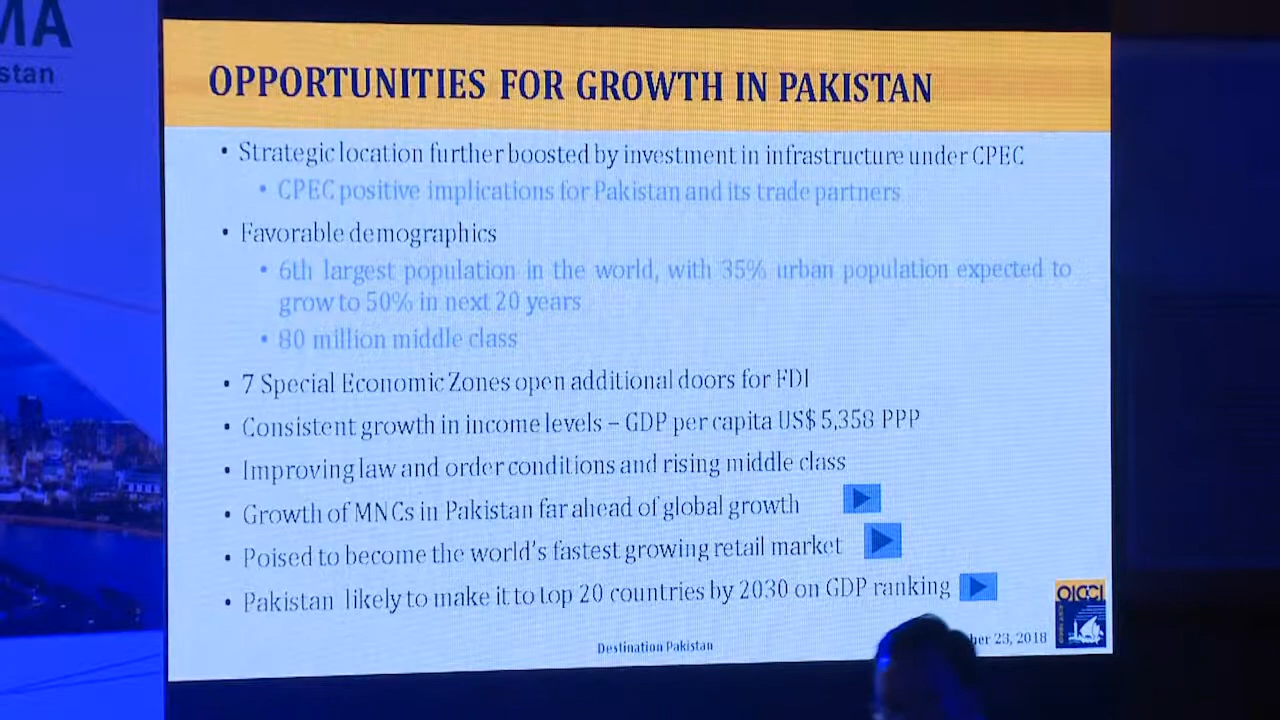 MA
stan
OPPORTUNITIES FOR GROWTH IN PAKISTAN
• Strategic location further boosted by investment in infrastructure under CPEC
• CPEC positive implications for Pakistan and its trade partners
• Favorable demographics
• 6th largest population in the world, with 35% urban population expected to
grow to 50% in next 20 years
• 80 million middle class
• 7 Special Economic Zones open additional doors for FDI
• Consistent growth in income levels – GDP per capita US$ 5,358 PPP
• Improving law and order conditions and rising middle class
• Growth of MNCs in Pakistan far ahead of global growth
• Poised to become the world's fastest growing retail market
• Pakistan likely to make it to top 20 countries by 2030 on GDP ranking
OICCI
Destination Pakistan
ber 23, 2018